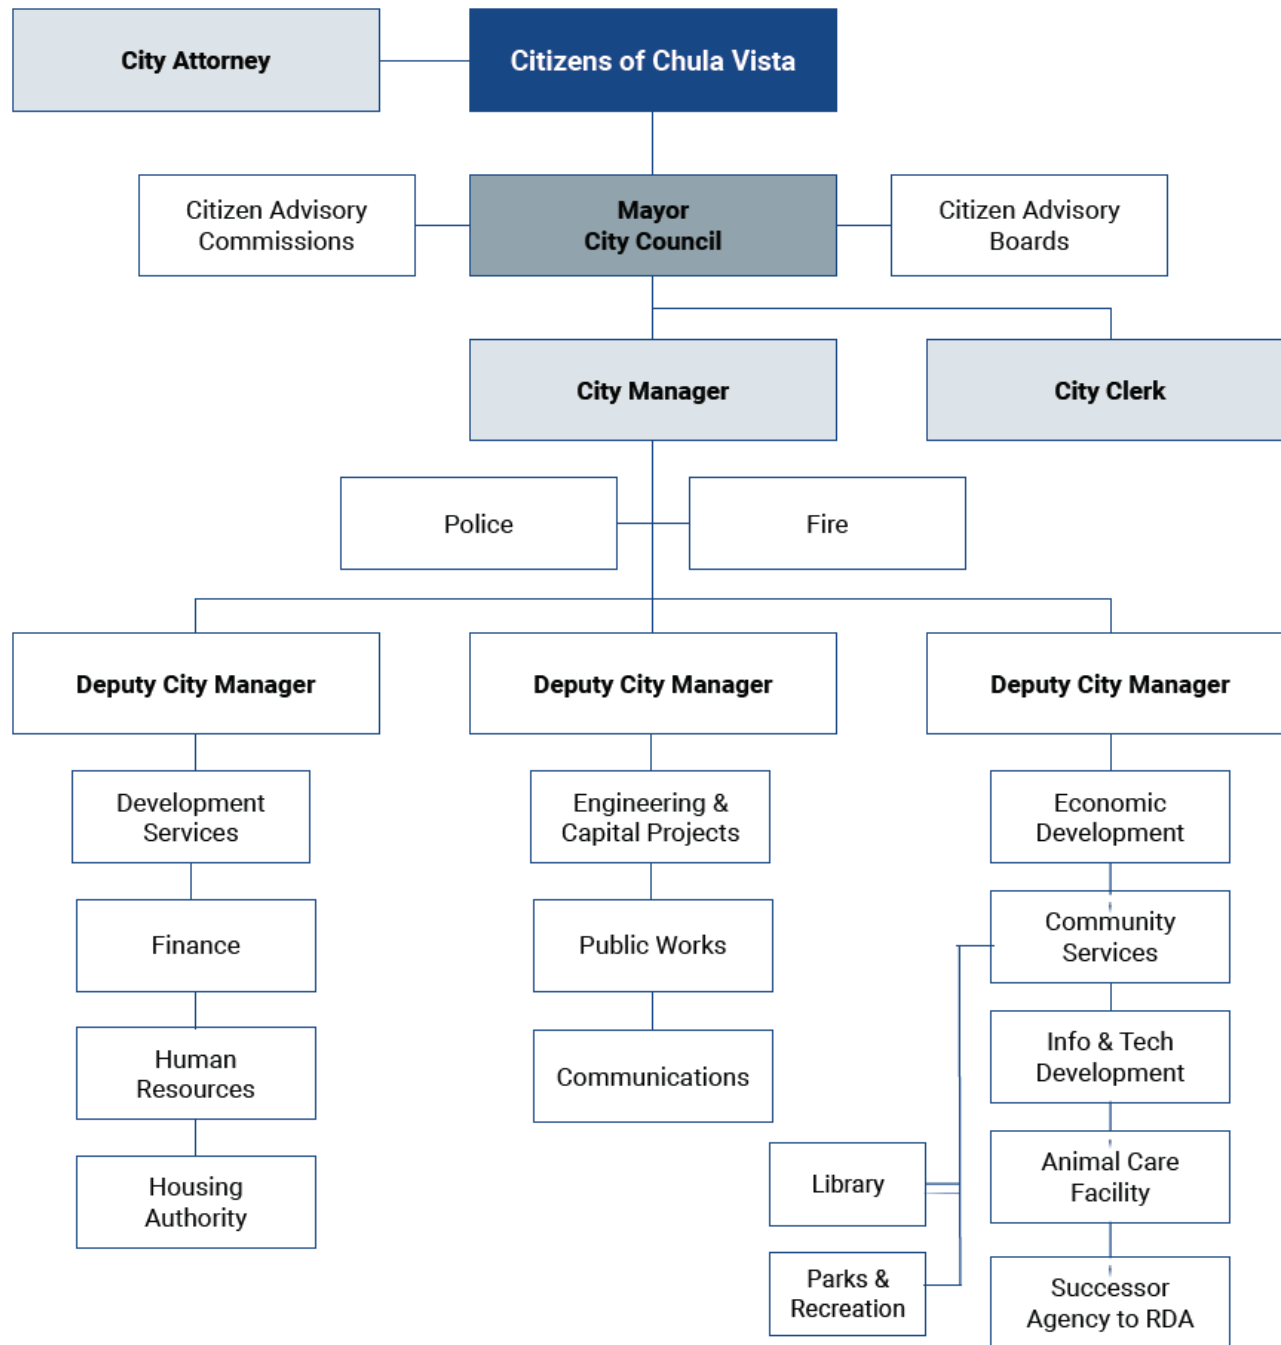 City Attorney
Citizens of Chula Vista
Citizen Advisory
Commissions
Mayor
City Council
Citizen Advisory
Boards
City Manager
City Clerk
Police
Fire
Deputy City Manager
Deputy City Manager
Deputy City Manager
Development
Services
Finance
Human
Resources
Housing
Authority
Engineering &
Capital Projects
Public Works
Communications
Economic
Development
Community
Services
Info & Tech
Development
Animal Care
Facility
Successor
Agency to RDA
Library
Parks &
Recreation